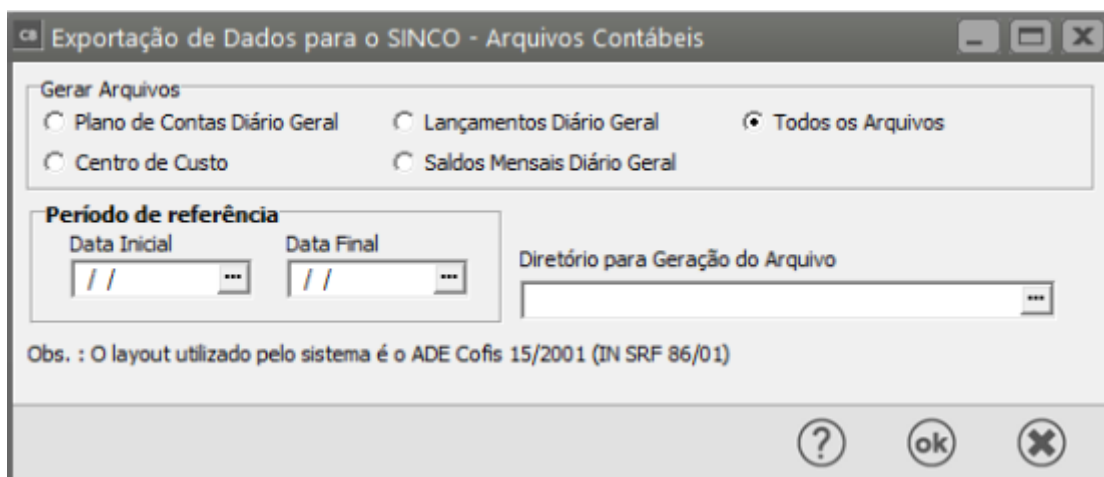 CB Exportação de Dados para o SINCO - Arquivos Contábeis
Gerar Arquivos
Plano de Contas Diário Geral Lançamentos Diário Geral Todos os Arquivos
Centro de Custo Saldos Mensais Diário Geral
Período de referência
Data Inicial Data Final
Diretório para Geração do Arquivo
/ / ... / / ...
...
Obs. : O layout utilizado pelo sistema é o ADE Cofis 15/2001 (IN SRF 86/01)
? ok